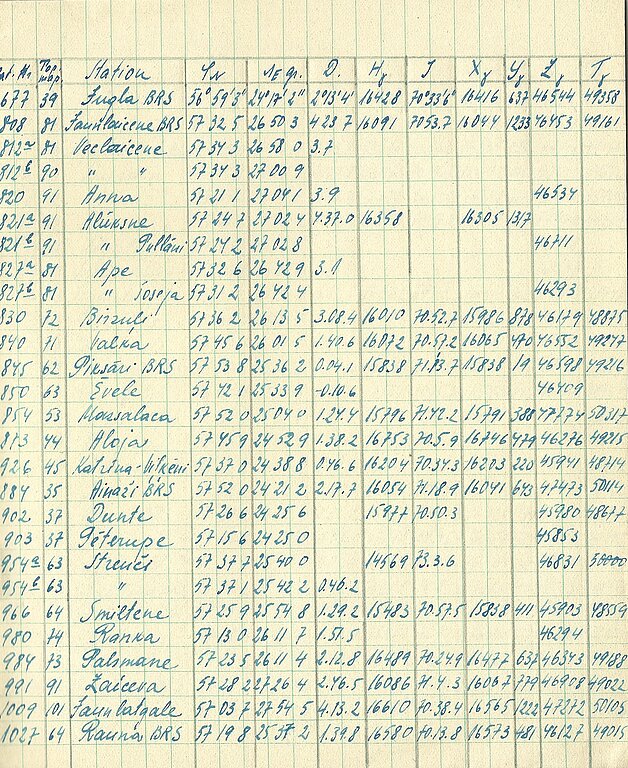 Nr Top. map. Station φN λE gr. D. Hγ I Xγ Yγ Zγ Tγ
677 39 Jugla BRS 56°59'3" 24°17'2" 2°13'4' 16428 70°33'6" 16416 637 46544 49358
808 81 Jaunlaicene BRS 57 32 5 26 50 3 4 23 7 16091 70.53.7 16044 1233 46453 49161
812a 81 Veclaicene 57 34 3 26 58 0 3.7
812b 90 " " 57 34 3 27 00 9
820 91 Anna 57 21 1 27 04 1 3.9 46534
821a 91 Alūksne 57 24 7 27 02 4 4.37.0 16358 16305 1317
821b 91 " Pullāni 57 24 2 27 02 8 46711
827a 81 Ape 57 32 6 26 42 9 3.1
827b 81 " šoseja 57 31 2 26 42 4 46293
830 72 Birzuļi 57 36 2 26 13 5 3.08.4 16010 70.52.7 15986 878 46179 48875
840 71 Valka 57 45 6 26 01 5 1.40.6 16072 70.57.2 16065 470 46552 49247
845 62 Piksāri BRS 57 53 8 25 36 2 0.04.1 15838 71.13.7 15838 19 46598 49216
850 63 Evele 57 42 1 25 33 9 -0.10.6 46409
854 53 Mazsalaca 57 52 0 25 04 0 1.24.4 15796 71.42.2 15791 388 47774 50317
873 44 Aloja 57 45 9 24 52 9 1.38.2 16753 70.5.9 16746 479 46276 49215
926 45 Katrīna-Vitkēni 57 37 0 24 38 8 0.46.6 16204 70.34.3 16203 220 45941 48714
884 35 Ainaži BRS 57 52 0 24 21 2 2.17.7 16054 71.18.9 16041 643 47473 50114
902 37 Dunte 57 26 6 24 25 6 15977 70.50.3 45980 48677
903 37 Pēterupe 57 15 6 24 25 0 45853
954a 63 Strenči 57 37 7 25 40 0 14569 73.3.6 46831 50000
954b 63 " 57 37 1 25 42 2 0.46.2
966 64 Smiltene 57 25 9 25 54 8 1.29.2 15483 70.57.5 15838 411 45903 48559
980 74 Ranka 57 13 0 26 11 7 1.51.5 46294
984 73 Palsmane 57 23 5 26 11 4 2.12.8 16489 70.24.9 16477 637 46343 49188
991 91 Zaiceva 57 28 2 27 26 4 2.46.5 16086 71.4.3 16067 779 46908 49022
1009 101 Jaunlatgale 57 03 7 27 54 5 4.13.2 16610 70.38.4 16565 1222 47272 50105
1027 64 Rauna BRS 57 19 8 25 37 2 1.39.8 16580 70.13.8 16573 481 46127 49015